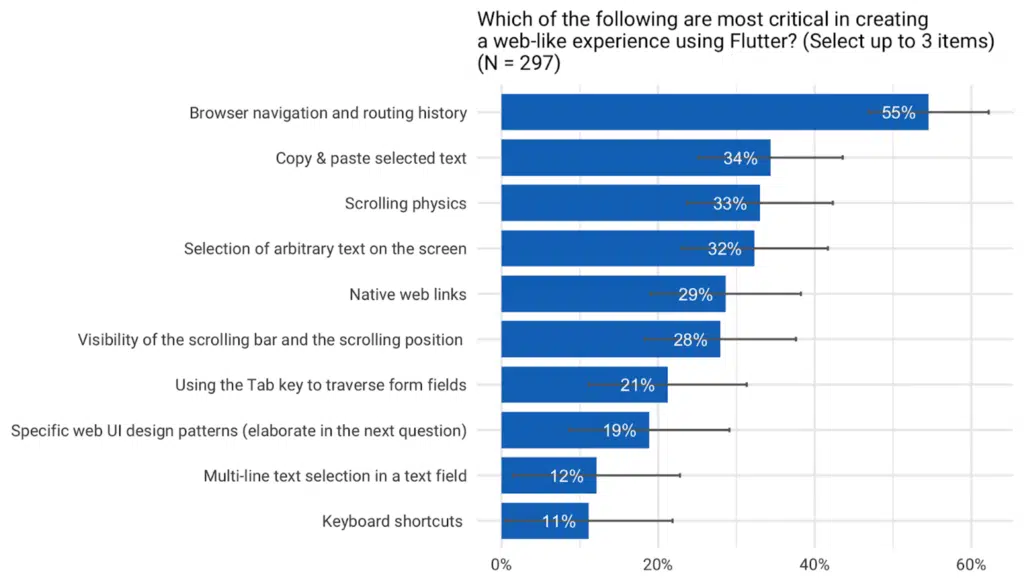 Which of the following are most critical in creating
a web-like experience using Flutter? (Select up to 3 items)
(N = 297)
Browser navigation and routing history 55%
Copy & paste selected text 34%
Scrolling physics 33%
Selection of arbitrary text on the screen 32%
Native web links 29%
Visibility of the scrolling bar and the scrolling position 28%
Using the Tab key to traverse form fields 21%
Specific web UI design patterns (elaborate in the next question) 19%
Multi-line text selection in a text field 12%
Keyboard shortcuts 11%
0% 20% 40% 60%